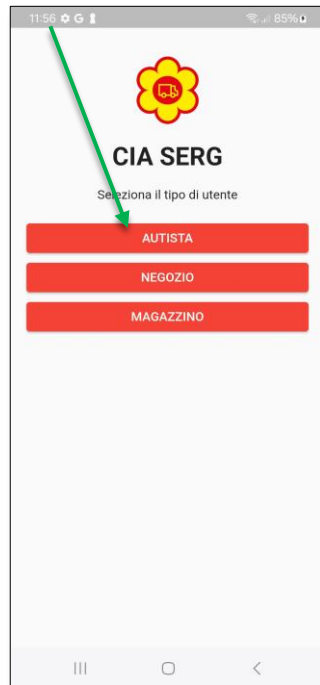 11:56 G 85%
CIA SERG
Seleziona il tipo di utente
AUTISTA
NEGOZIO
MAGAZZINO